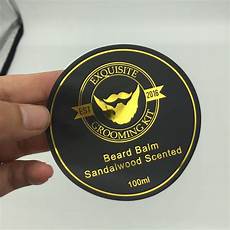 EXQUISITE
EST 2016
GROOMING KIT
Beard Balm
Sandalwood Scented
100ml